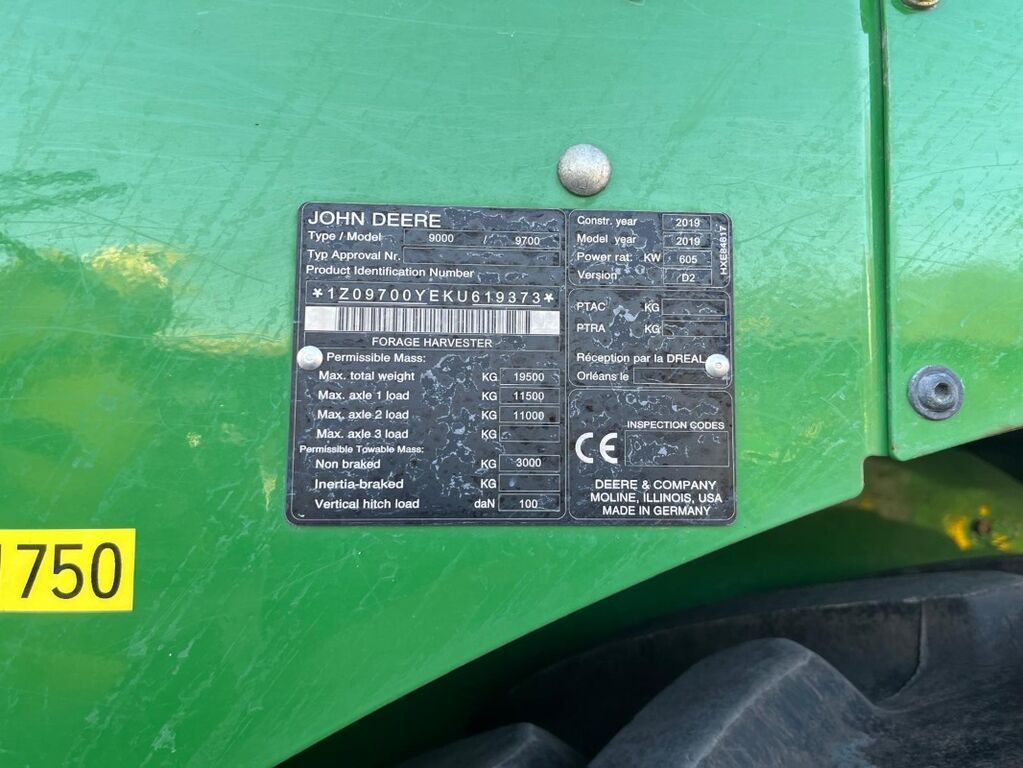 JOHN DEERE
Type / Model 9000 / 9700
Typ Approval Nr.
Product Identification Number
*1Z09700YEKU619373*
FORAGE HARVESTER
Permissible Mass:
Max. total weight KG 19500
Max. axle 1 load KG 11500
Max. axle 2 load KG 11000
Max. axle 3 load KG
Permissible Towable Mass:
Non braked KG 3000
Inertia-braked KG
Vertical hitch load daN 100
Constr. year 2019
Model year 2019
Power rat. KW 605
Version D2
HXE84617
PTAC KG
PTRA KG
Réception par la DREAL
Orléans le
INSPECTION CODES
CE
DEERE & COMPANY
MOLINE, ILLINOIS, USA
MADE IN GERMANY
1750